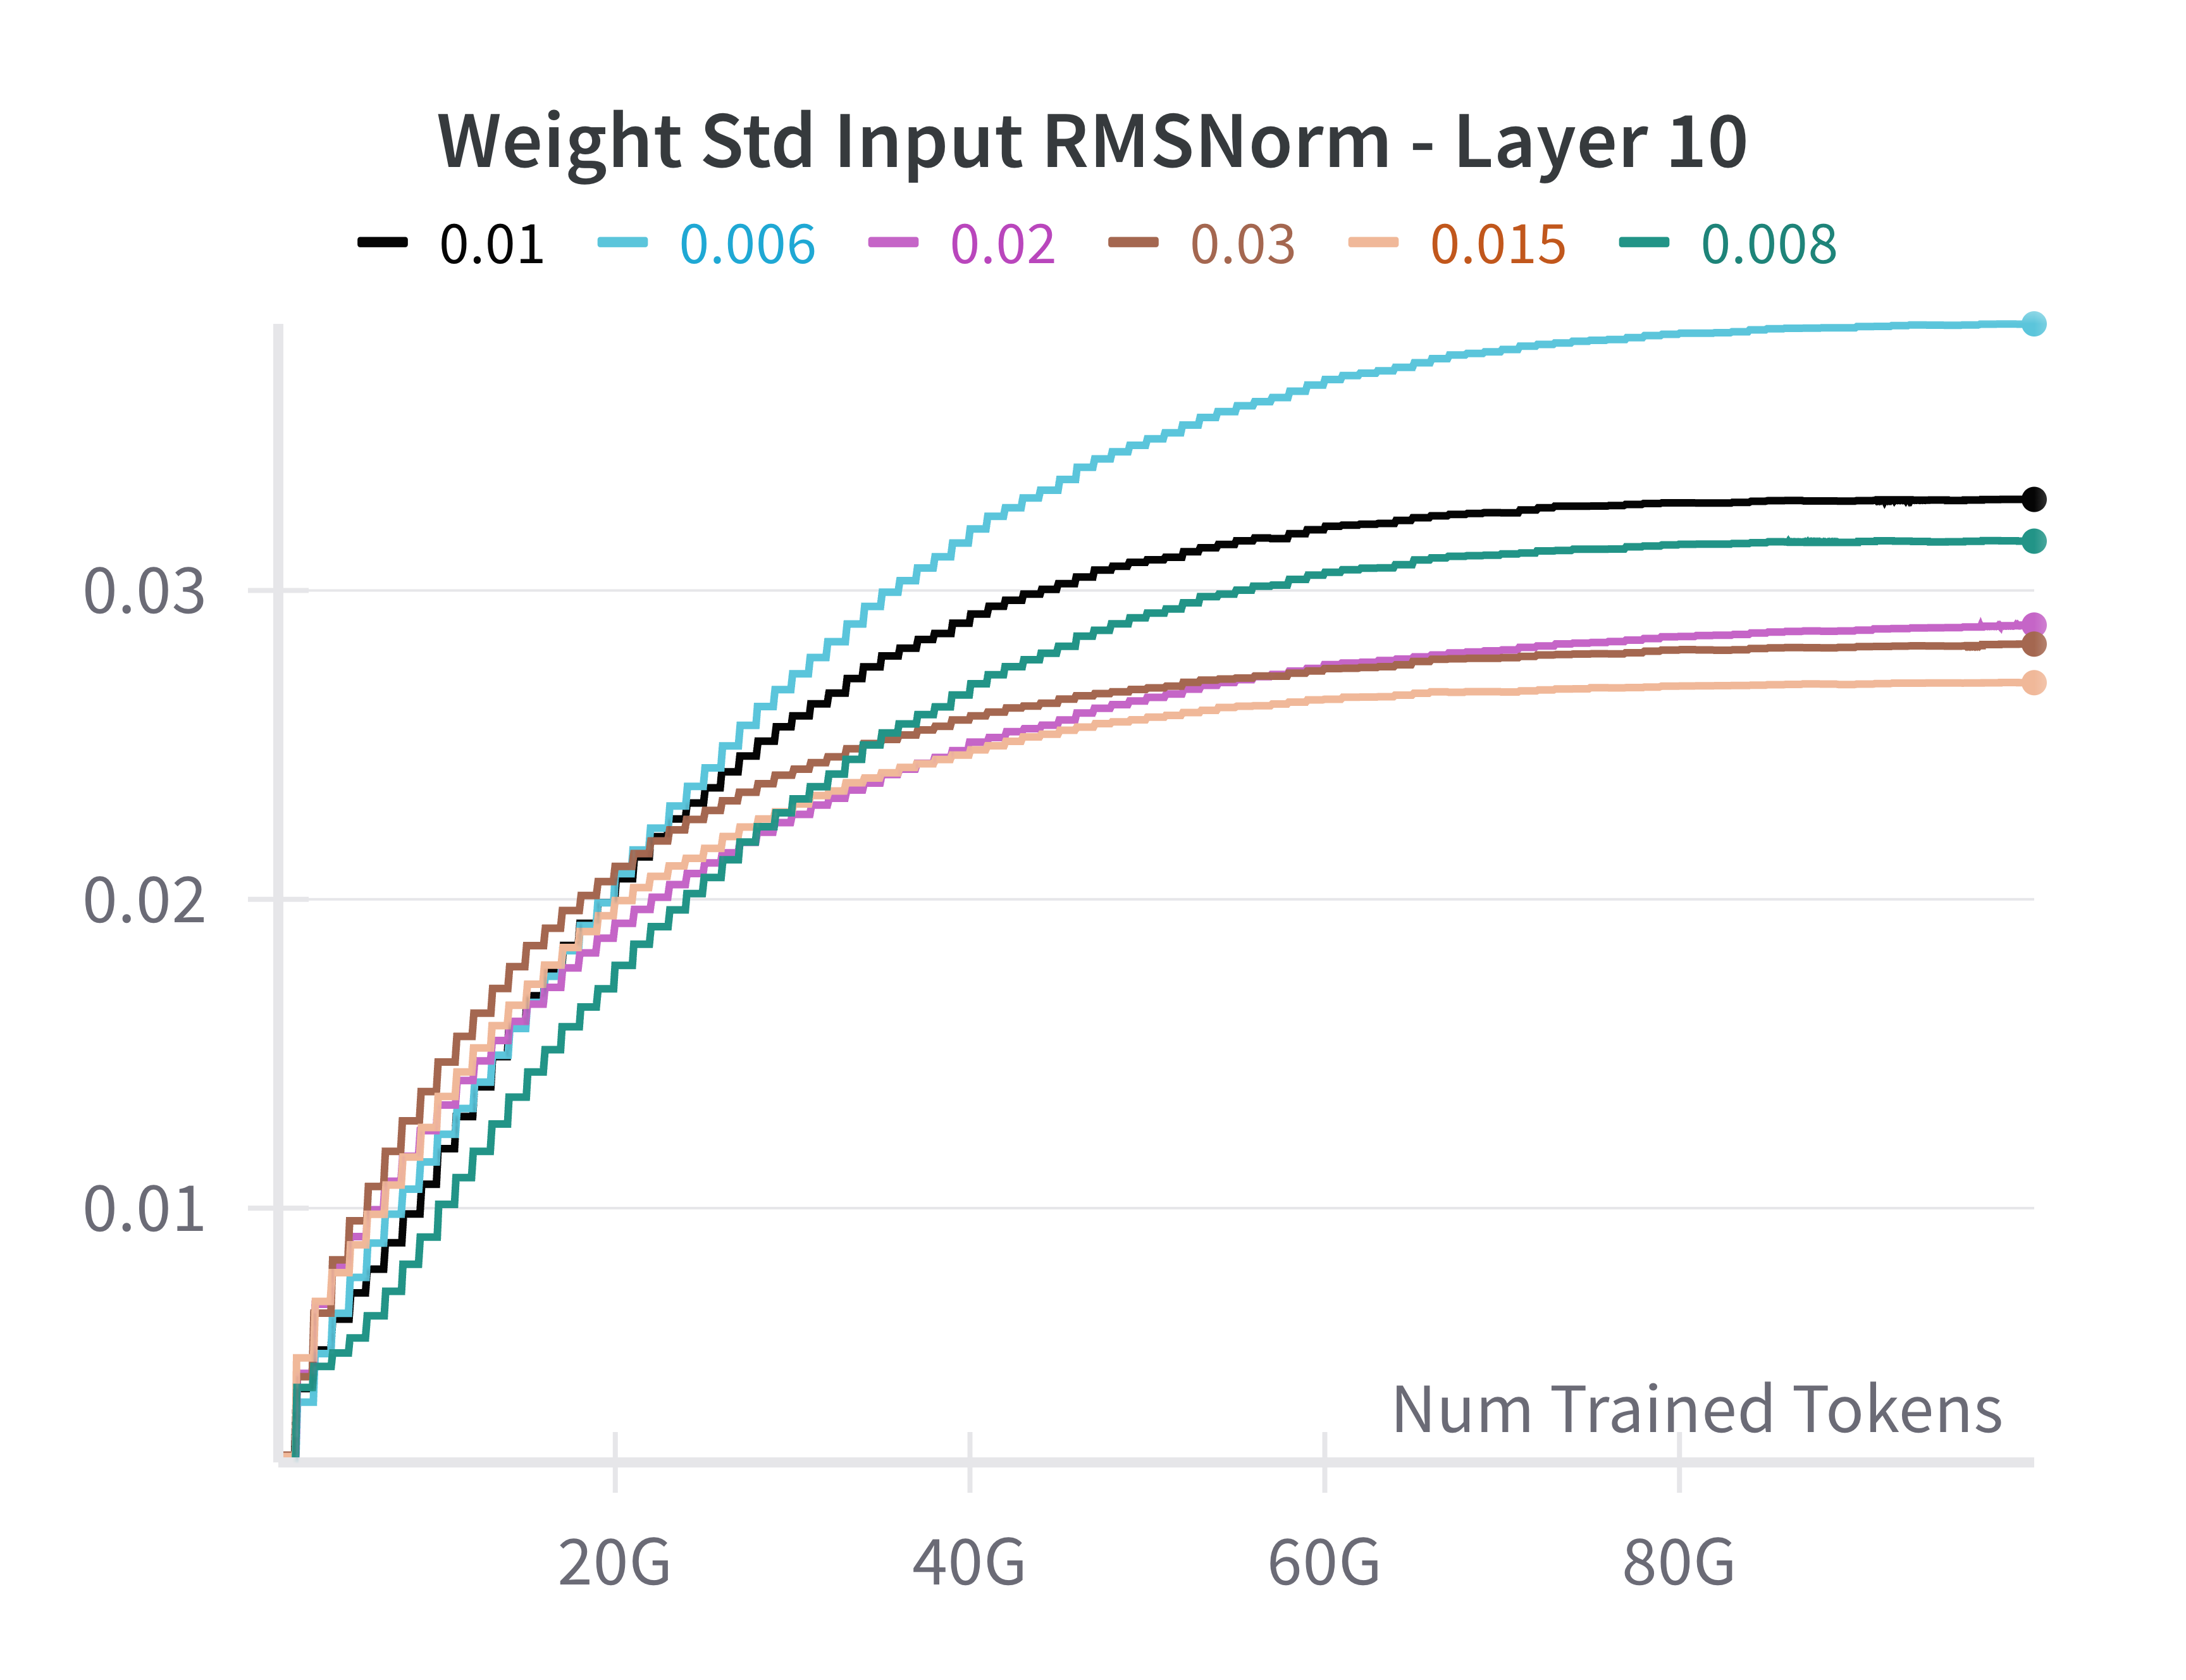 Weight Std Input RMSNorm - Layer 10
0.01 0.006 0.02 0.03 0.015 0.008
0.03
0.02
0.01
Num Trained Tokens
20G 40G 60G 80G